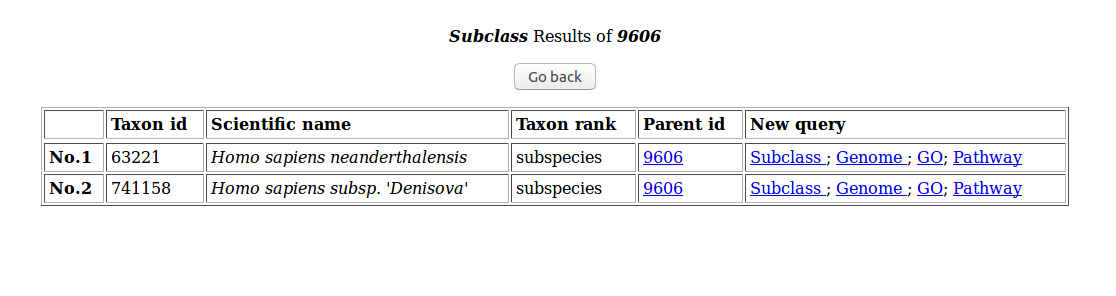 Subclass Results of 9606
Go back
Taxon id Scientific name Taxon rank Parent id New query
No.1 63221 Homo sapiens neanderthalensis subspecies 9606 Subclass ; Genome ; GO; Pathway
No.2 741158 Homo sapiens subsp. 'Denisova' subspecies 9606 Subclass ; Genome ; GO; Pathway